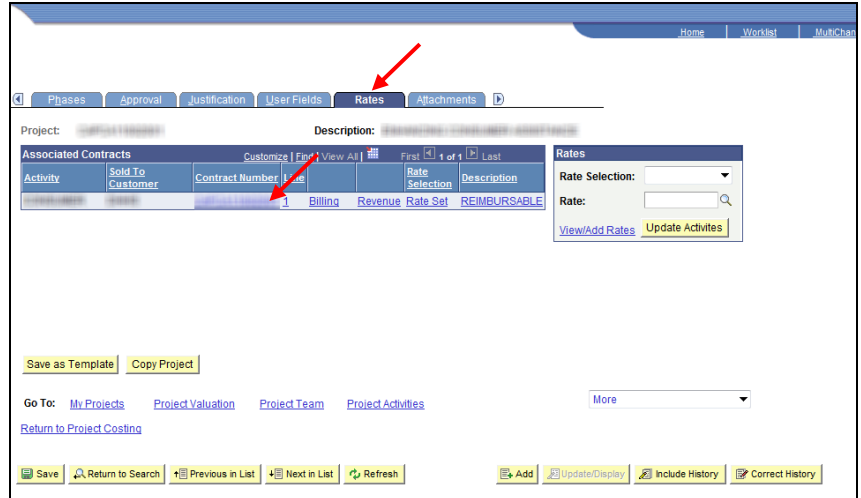 Home Worklist MultiChan
Phases Approval Justification User Fields Rates Attachments
Project: Description:
Associated Contracts Customize | Find | View All | First 1 of 1 Last
Activity Sold To Customer Contract Number Line Rate Selection Description
1 Billing Revenue Rate Set REIMBURSABLE
Rates
Rate Selection:
Rate:
View/Add Rates Update Activites
Save as Template Copy Project
Go To: My Projects Project Valuation Project Team Project Activities More
Return to Project Costing
Save Return to Search Previous in List Next in List Refresh Add Update/Display Include History Correct History